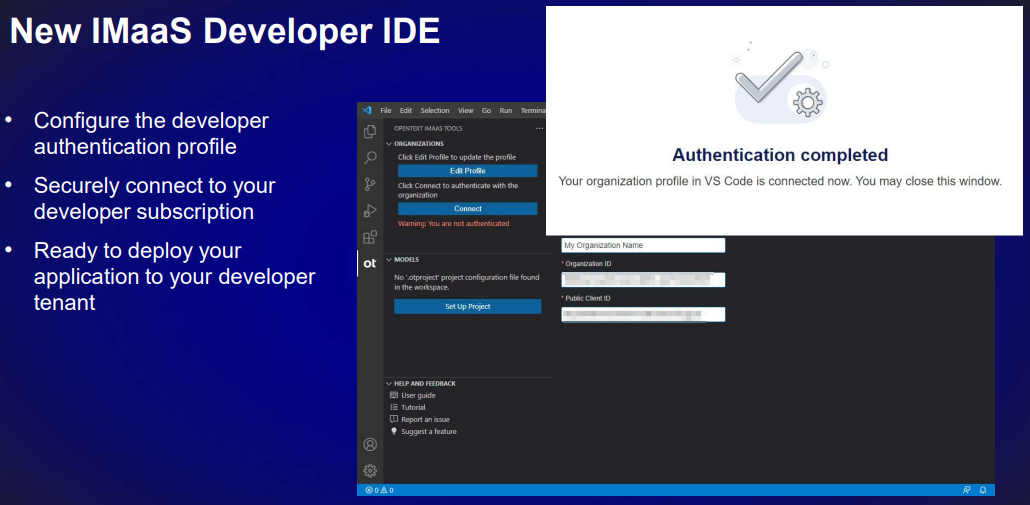 New IMaaS Developer IDE
• Configure the developer
authentication profile
• Securely connect to your
developer subscription
• Ready to deploy your
application to your developer
tenant
File Edit Selection View Go Run Termina
OPENTEXT IMAAS TOOLS ...
ORGANIZATIONS
Click Edit Profile to update the profile
Edit Profile
Click Connect to authenticate with the
organization
Connect
Warning: You are not authenticated
ot
MODELS
No '.otproject' project configuration file found
in the workspace.
Set Up Project
HELP AND FEEDBACK
User guide
Tutorial
Report an issue
Suggest a feature
0 0
Authentication completed
Your organization profile in VS Code is connected now. You may close this window.
My Organization Name
* Organization ID
* Public Client ID